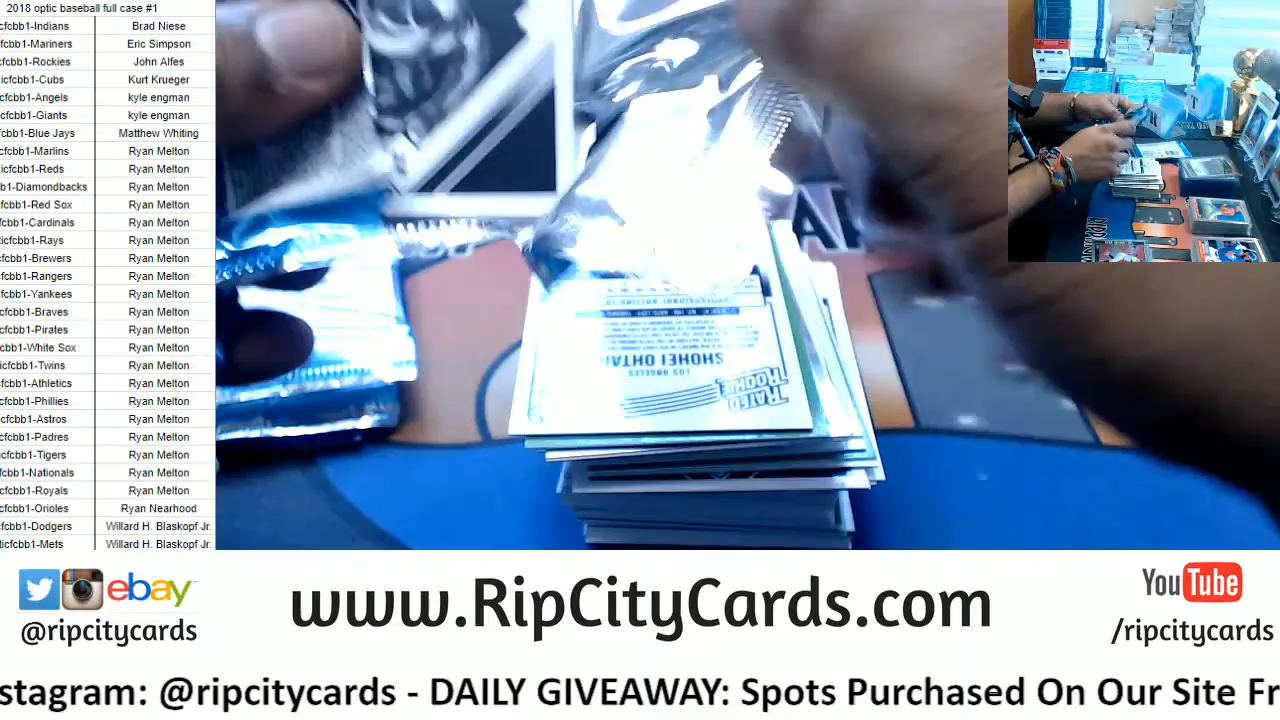 2018 optic baseball full case #1
cfcbb1-Indians Brad Niese
cfcbb1-Mariners Eric Simpson
cfcbb1-Rockies John Alfes
icfcbb1-Cubs Kurt Krueger
cfcbb1-Angels kyle engman
cfcbb1-Giants kyle engman
cfcbb1-Blue Jays Matthew Whiting
cfcbb1-Marlins Ryan Melton
cfcbb1-Reds Ryan Melton
bb1-Diamondbacks Ryan Melton
cfcbb1-Red Sox Ryan Melton
cfcbb1-Cardinals Ryan Melton
ticfcbb1-Rays Ryan Melton
cfcbb1-Brewers Ryan Melton
cfcbb1-Rangers Ryan Melton
cfcbb1-Yankees Ryan Melton
cfcbb1-Braves Ryan Melton
cfcbb1-Pirates Ryan Melton
cfcbb1-White Sox Ryan Melton
cfcbb1-Twins Ryan Melton
cfcbb1-Athletics Ryan Melton
cfcbb1-Phillies Ryan Melton
cfcbb1-Astros Ryan Melton
cfcbb1-Padres Ryan Melton
cfcbb1-Tigers Ryan Melton
cfcbb1-Nationals Ryan Melton
cfcbb1-Royals Ryan Melton
cfcbb1-Orioles Ryan Nearhood
cfcbb1-Dodgers Willard H. Blaskopf Jr.
ticfcbb1-Mets Willard H. Blaskopf Jr.
SHOHEI OHTA
LOS ANGELES
RATED ROOKIE
ebay
@ripcitycards
www.RipCityCards.com
YouTube
/ripcitycards
nstagram: @ripcitycards - DAILY GIVEAWAY: Spots Purchased On Our Site Fr